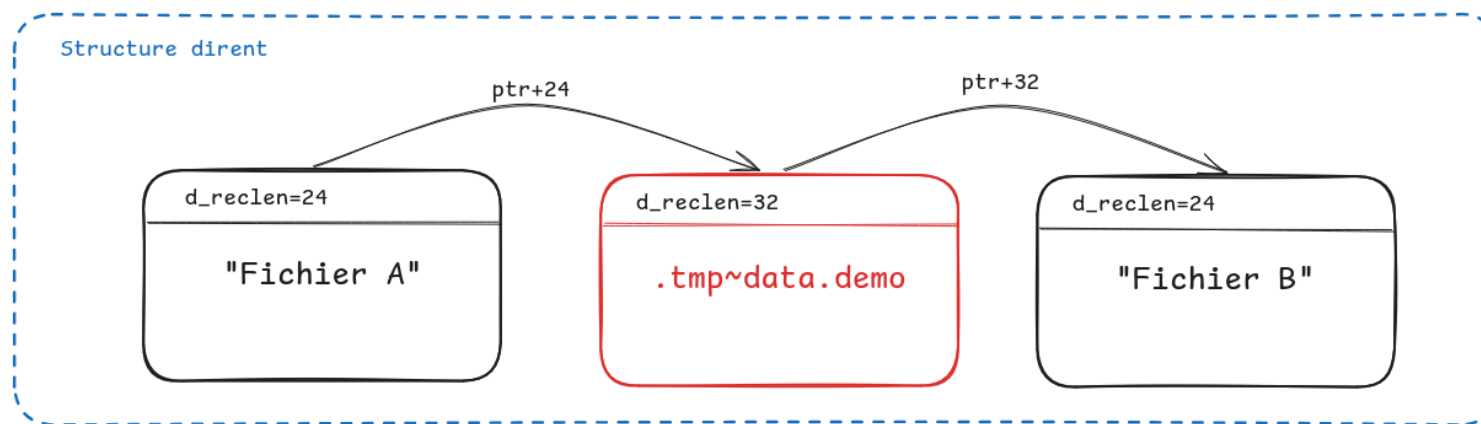 Structure dirent
ptr+24
ptr+32
d_reclen=24
"Fichier A"
d_reclen=32
.tmp~data.demo
d_reclen=24
"Fichier B"